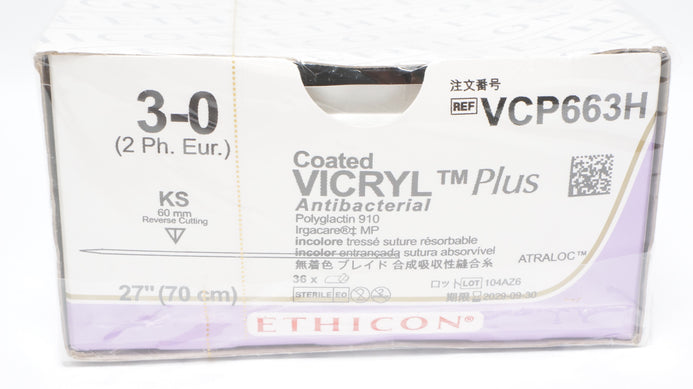 3-0
(2 Ph. Eur.)
KS
60 mm
Reverse Cutting
27" (70 cm)
注文番号
REF VCP663H
Coated
VICRYL™ Plus
Antibacterial
Polyglactin 910
Irgacare®‡ MP
incolore tressé suture résorbable
incolor entrançada sutura absorvível
無着色 ブレイド 合成吸収性縫合糸
ATRALOC™
36 x
ロット LOT 104AZ6
STERILE EO
期限 2029-09-30
ETHICON®